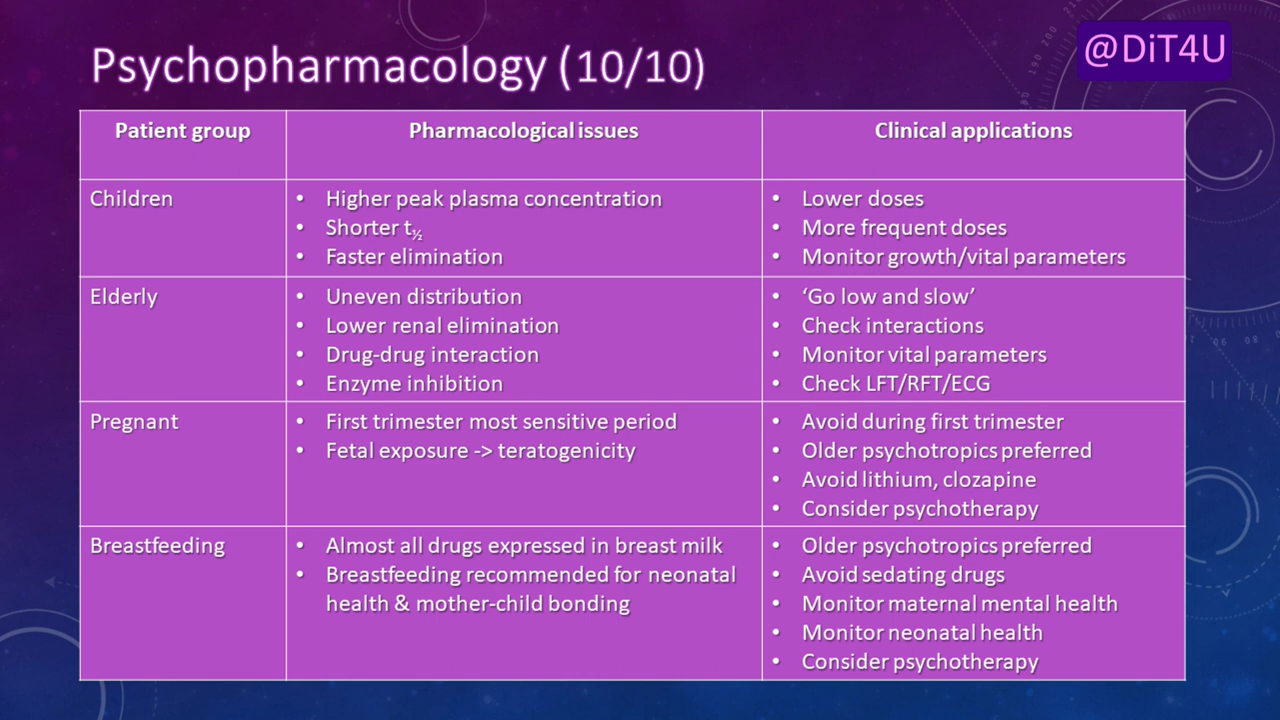 Psychopharmacology (10/10)
@DiT4U
Patient group
Pharmacological issues
Clinical applications
Children
• Higher peak plasma concentration
• Shorter t½
• Faster elimination
• Lower doses
• More frequent doses
• Monitor growth/vital parameters
Elderly
• Uneven distribution
• Lower renal elimination
• Drug-drug interaction
• Enzyme inhibition
• ‘Go low and slow’
• Check interactions
• Monitor vital parameters
• Check LFT/RFT/ECG
Pregnant
• First trimester most sensitive period
• Fetal exposure -> teratogenicity
• Avoid during first trimester
• Older psychotropics preferred
• Avoid lithium, clozapine
• Consider psychotherapy
Breastfeeding
• Almost all drugs expressed in breast milk
• Breastfeeding recommended for neonatal
health & mother-child bonding
• Older psychotropics preferred
• Avoid sedating drugs
• Monitor maternal mental health
• Monitor neonatal health
• Consider psychotherapy